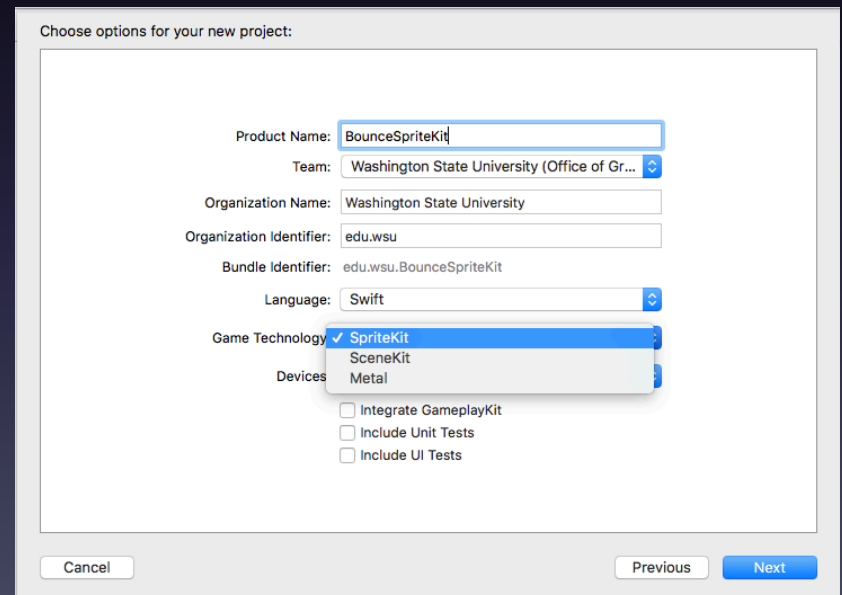 Choose options for your new project:
Product Name: BounceSpriteKit
Team: Washington State University (Office of Gr...
Organization Name: Washington State University
Organization Identifier: edu.wsu
Bundle Identifier: edu.wsu.BounceSpriteKit
Language: Swift
Game Technology ✓ SpriteKit
SceneKit
Devices Metal
Integrate GameplayKit
Include Unit Tests
Include UI Tests
Cancel Previous Next